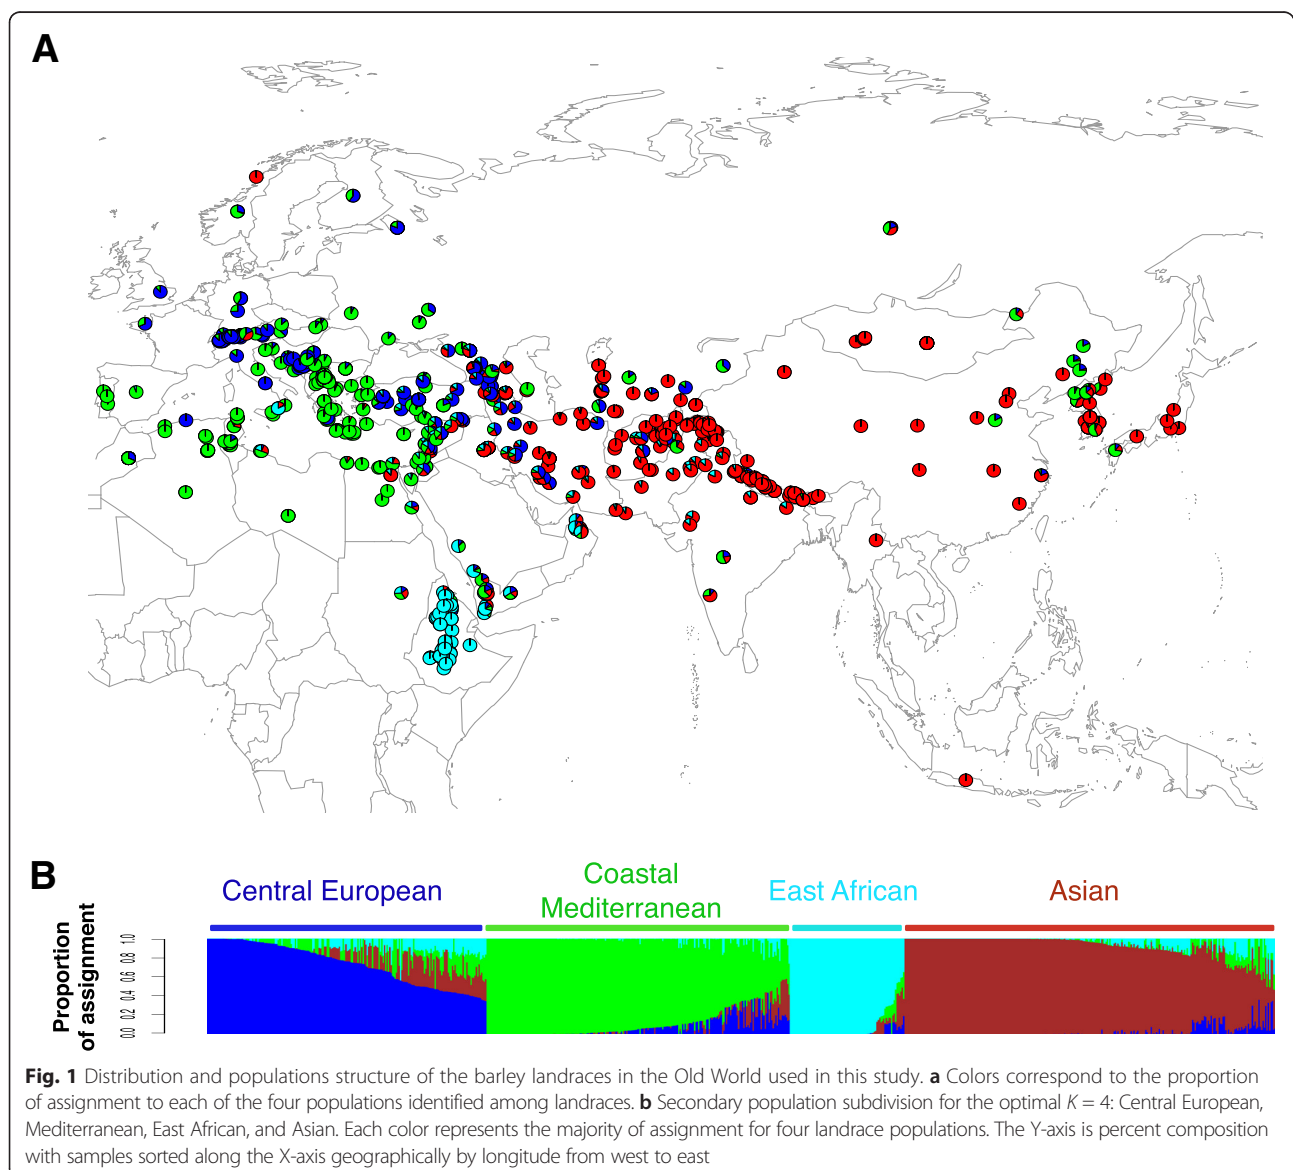 A
B
Central European
Coastal
Mediterranean
East African
Asian
Proportion
of assignment
0.0 0.2 0.4 0.6 0.8 1.0
Fig. 1 Distribution and populations structure of the barley landraces in the Old World used in this study. a Colors correspond to the proportion
of assignment to each of the four populations identified among landraces. b Secondary population subdivision for the optimal K = 4: Central European,
Mediterranean, East African, and Asian. Each color represents the majority of assignment for four landrace populations. The Y-axis is percent composition
with samples sorted along the X-axis geographically by longitude from west to east